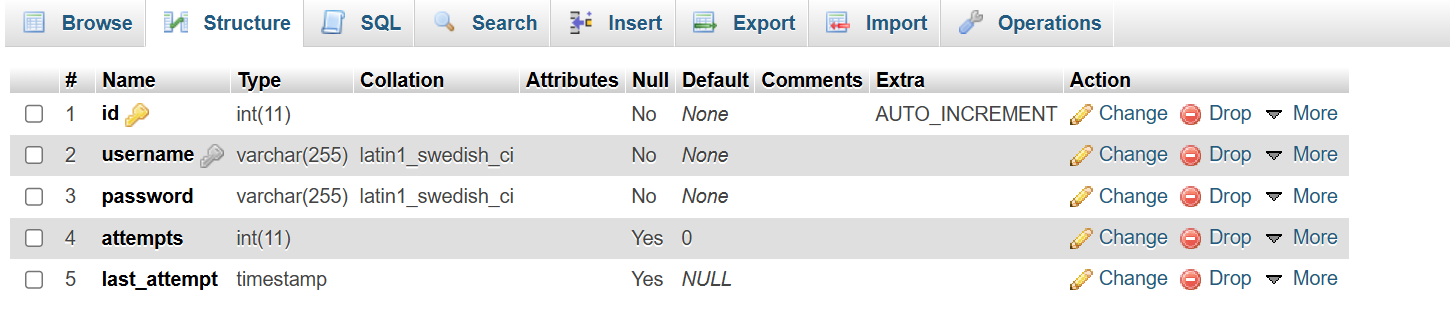 Browse Structure SQL Search Insert Export Import Operations
# Name Type Collation Attributes Null Default Comments Extra Action
1 id int(11) No None AUTO_INCREMENT Change Drop More
2 username varchar(255) latin1_swedish_ci No None Change Drop More
3 password varchar(255) latin1_swedish_ci No None Change Drop More
4 attempts int(11) Yes 0 Change Drop More
5 last_attempt timestamp Yes NULL Change Drop More